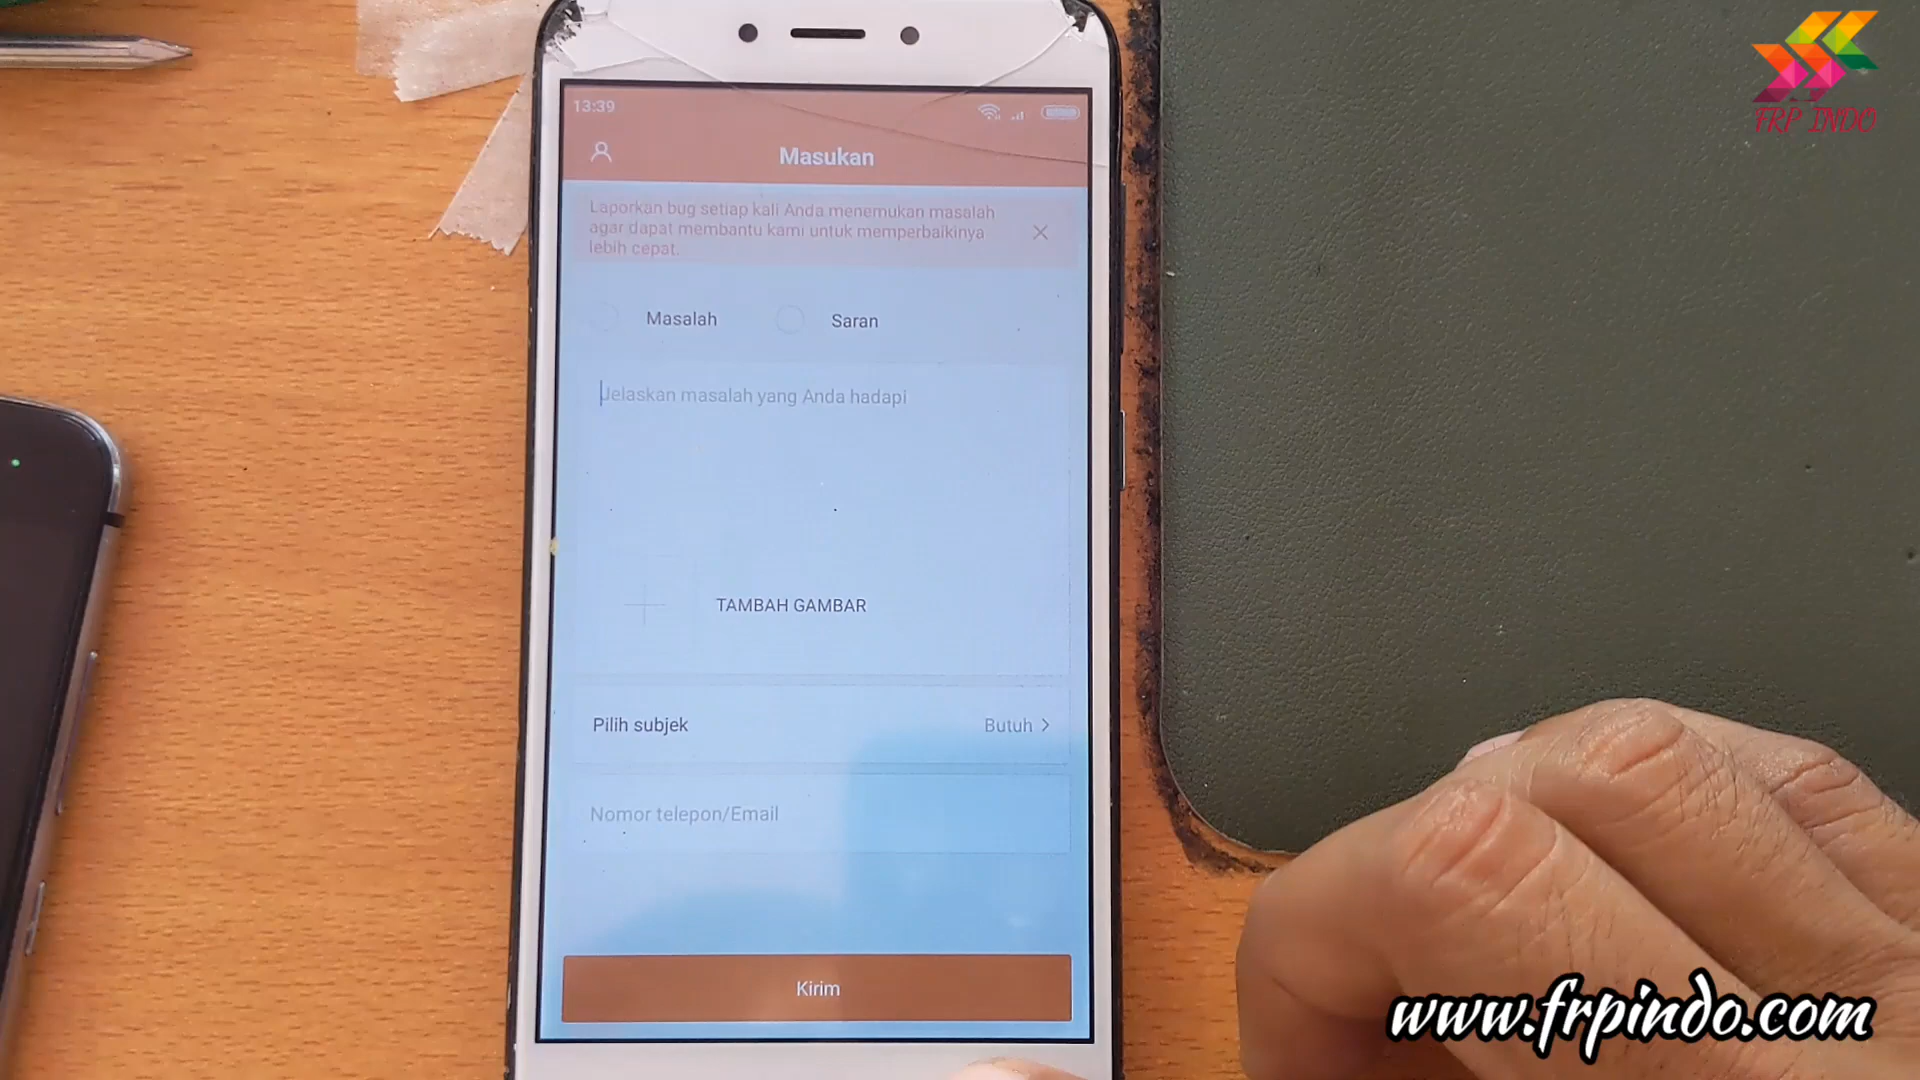 FRP INDO
13:39
Masukan
Laporkan bug setiap kali Anda menemukan masalah
agar dapat membantu kami untuk memperbaikinya
lebih cepat.
Masalah
Saran
Jelaskan masalah yang Anda hadapi
TAMBAH GAMBAR
Pilih subjek
Butuh
Nomor telepon/Email
Kirim
www.frpindo.com